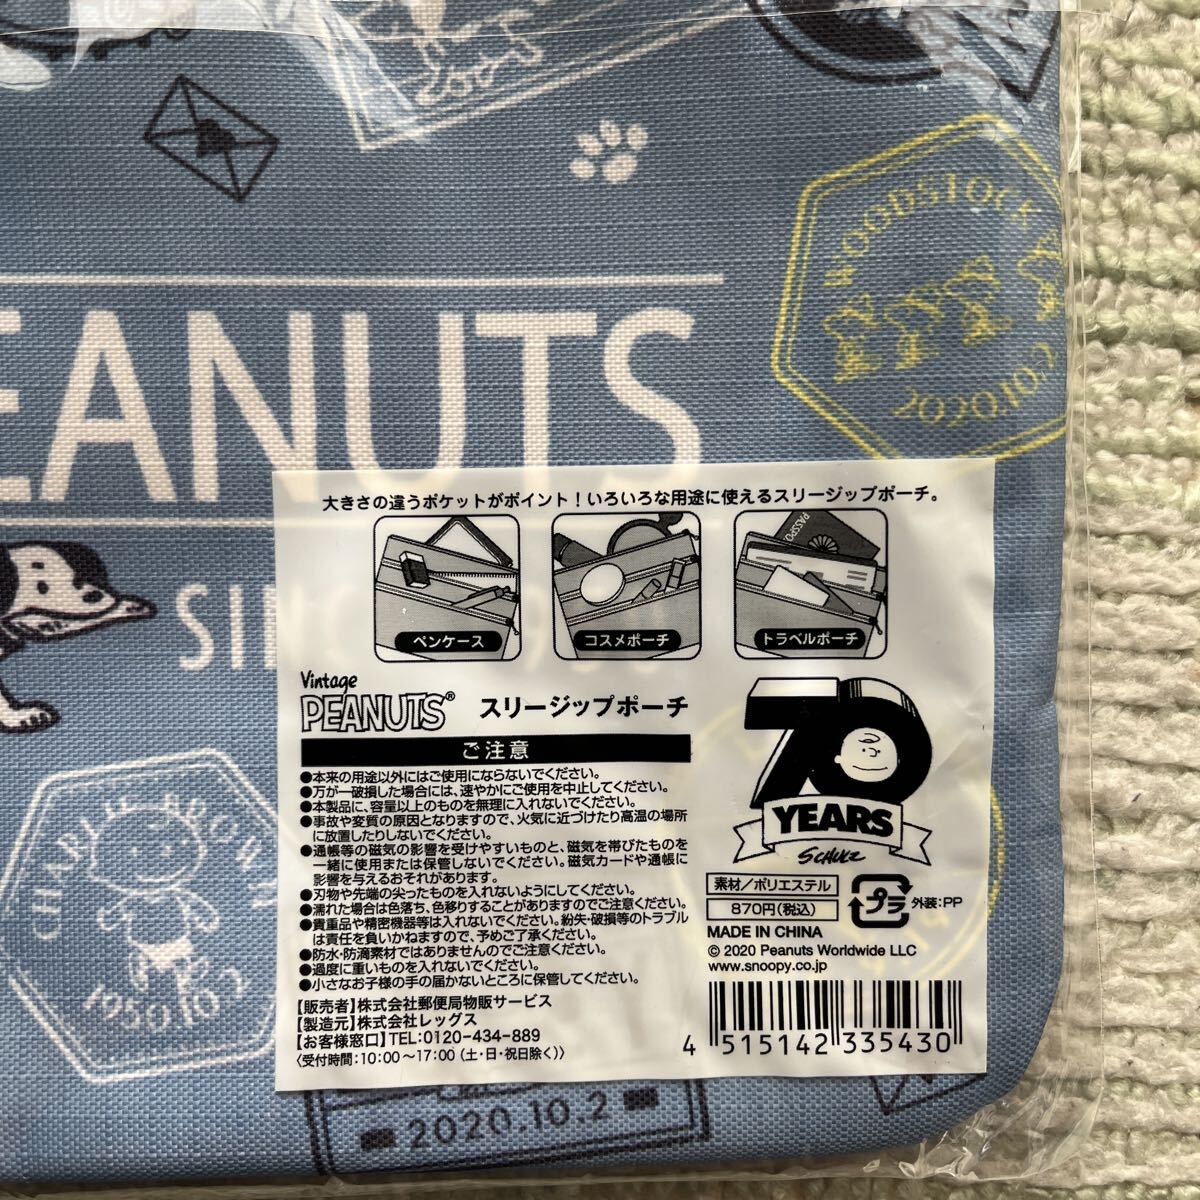 WOODSTOCK
2020.10.2
PEANUTS
SIN
大きさの違うポケットがポイント！いろいろな用途に使えるスリージップポーチ。
PASSPO
ペンケース
コスメポーチ
トラベルポーチ
Vintage
PEANUTS® スリージップポーチ
ご注意
●本来の用途以外にはご使用にならないでください。
●万が一破損した場合には、速やかにご使用を中止してください。
●本製品に、容量以上のものを無理に入れないでください。
●事故や変質の原因となりますので、火気に近づけたり高温の場所
に放置したりしないでください。
●通帳等の磁気の影響を受けやすいものと、磁気を帯びたものを
一緒に使用または保管しないでください。磁気カードや通帳に
影響を与えるおそれがあります。
●刃物や先端の尖ったものを入れないようにしてください。
●濡れた場合は色落ち、色移りすることがありますのでご注意ください。
●貴重品や精密機器等は入れないでください。紛失・破損等のトラブル
は責任を負いかねますので、予めご了承ください。
●防水・防滴素材ではありませんのでご注意ください。
●過度に重いものを入れないでください。
●小さなお子様の手の届かないところに保管してください。
【販売者】株式会社郵便局物販サービス
【製造元】株式会社レッグス
【お客様窓口】TEL:0120-434-889
〈受付時間：10:00～17:00（土・日・祝日除く）〉
70
YEARS
SCHULZ
素材／ポリエステル
870円（税込）
プラ
外装:PP
MADE IN CHINA
© 2020 Peanuts Worldwide LLC
www.snoopy.co.jp
4 515142 335430
CHARLIE BROWN
1950.10.2
2020.10.2